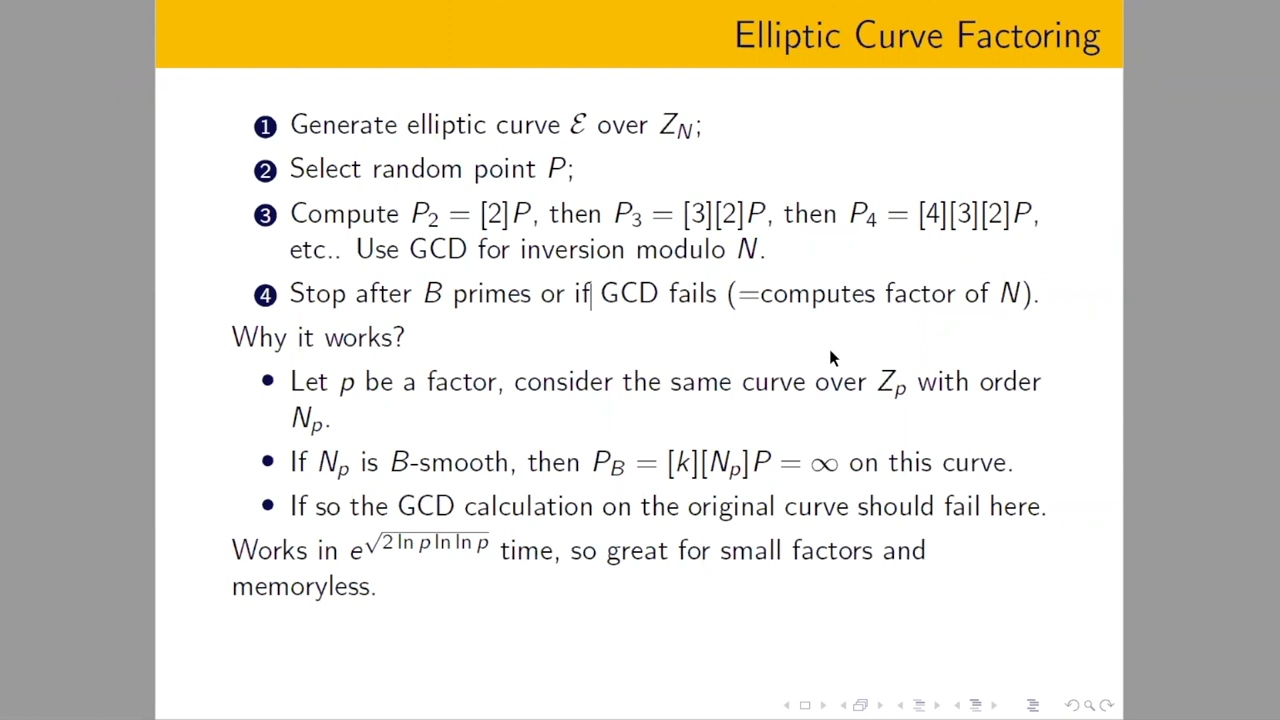 Elliptic Curve Factoring
1 Generate elliptic curve ℰ over Z_N;
2 Select random point P;
3 Compute P_2 = [2]P, then P_3 = [3][2]P, then P_4 = [4][3][2]P,
etc.. Use GCD for inversion modulo N.
4 Stop after B primes or if GCD fails (=computes factor of N).
Why it works?
• Let p be a factor, consider the same curve over Z_p with order
N_p.
• If N_p is B-smooth, then P_B = [k][N_p]P = ∞ on this curve.
• If so the GCD calculation on the original curve should fail here.
Works in e^{√(2 ln p ln ln p)} time, so great for small factors and
memoryless.